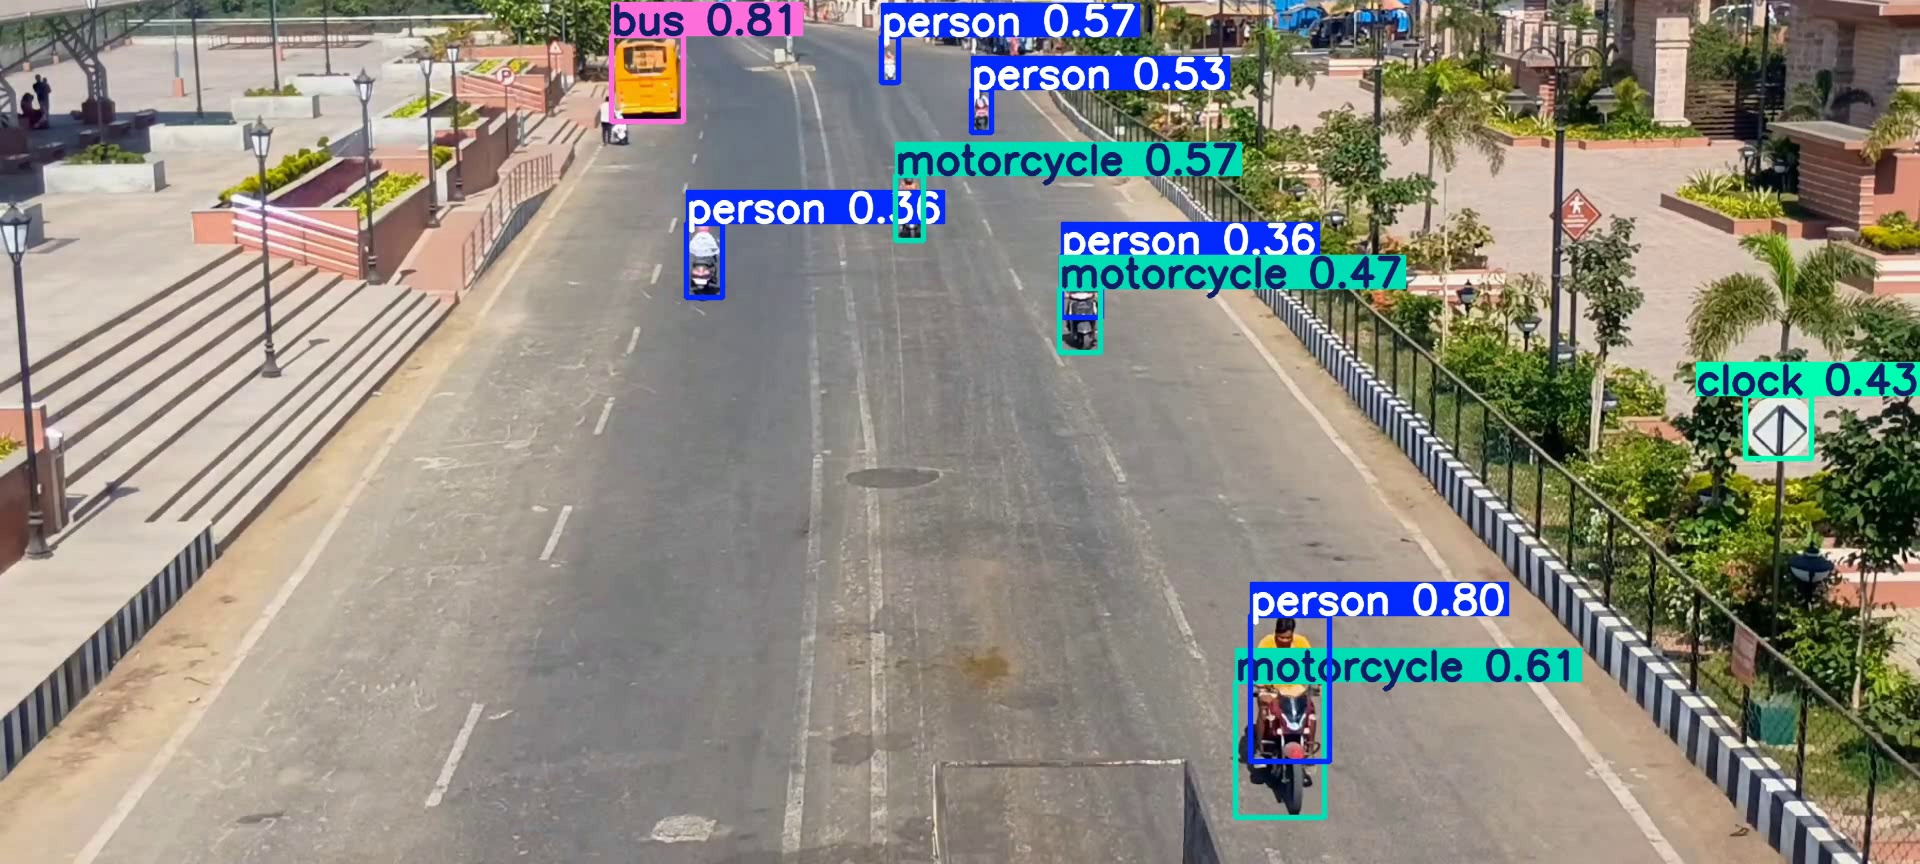 bus 0.81
person 0.57
person 0.53
motorcycle 0.57
person 0.36
person 0.36
motorcycle 0.47
clock 0.43
person 0.80
motorcycle 0.61
P